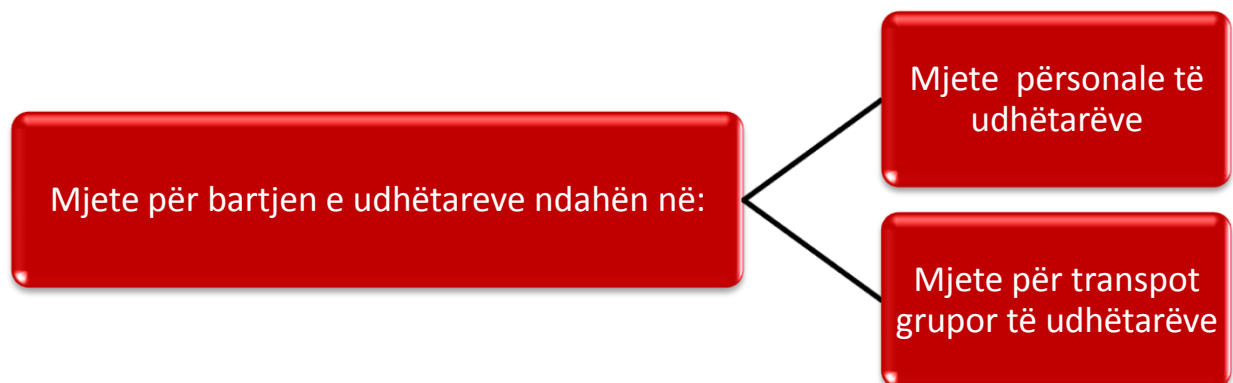 Mjete për bartjen e udhëtareve ndahën në:
Mjete përsonale të
udhëtarëve
Mjete për transpot
grupor të udhëtarëve